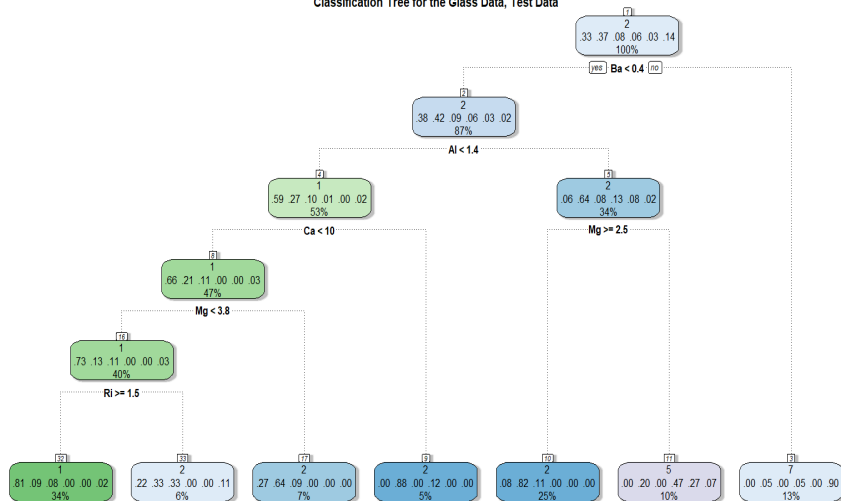 Classification Tree for the Glass Data, Test Data
1
2
.33 .37 .08 .06 .03 .14
100%
yes Ba < 0.4 no
2
2
.38 .42 .09 .06 .03 .02
87%
Al < 1.4
4
1
.59 .27 .10 .01 .00 .02
53%
Ca < 10
5
2
.06 .64 .08 .13 .08 .02
34%
Mg >= 2.5
8
1
.66 .21 .11 .00 .00 .03
47%
Mg < 3.8
16
1
.73 .13 .11 .00 .00 .03
40%
Ri >= 1.5
32
1
.81 .09 .08 .00 .00 .02
34%
33
2
.22 .33 .33 .00 .00 .11
6%
17
2
.27 .64 .09 .00 .00 .00
7%
9
2
.00 .88 .00 .12 .00 .00
5%
10
2
.08 .82 .11 .00 .00 .00
25%
11
5
.00 .20 .00 .47 .27 .07
10%
3
7
.00 .05 .00 .05 .00 .90
13%